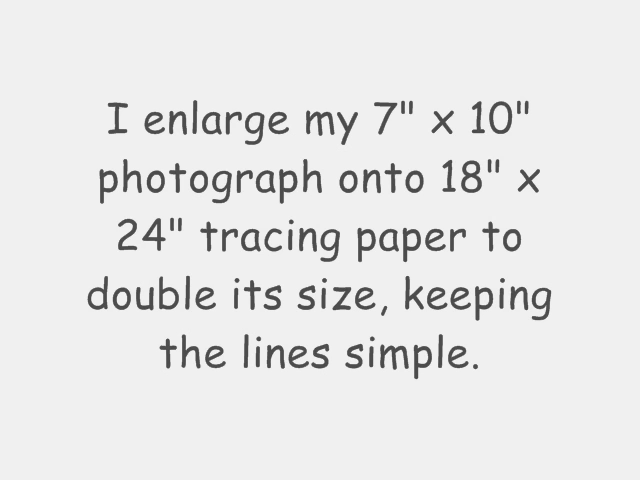 I enlarge my 7" x 10"
photograph onto 18" x
24" tracing paper to
double its size, keeping
the lines simple.